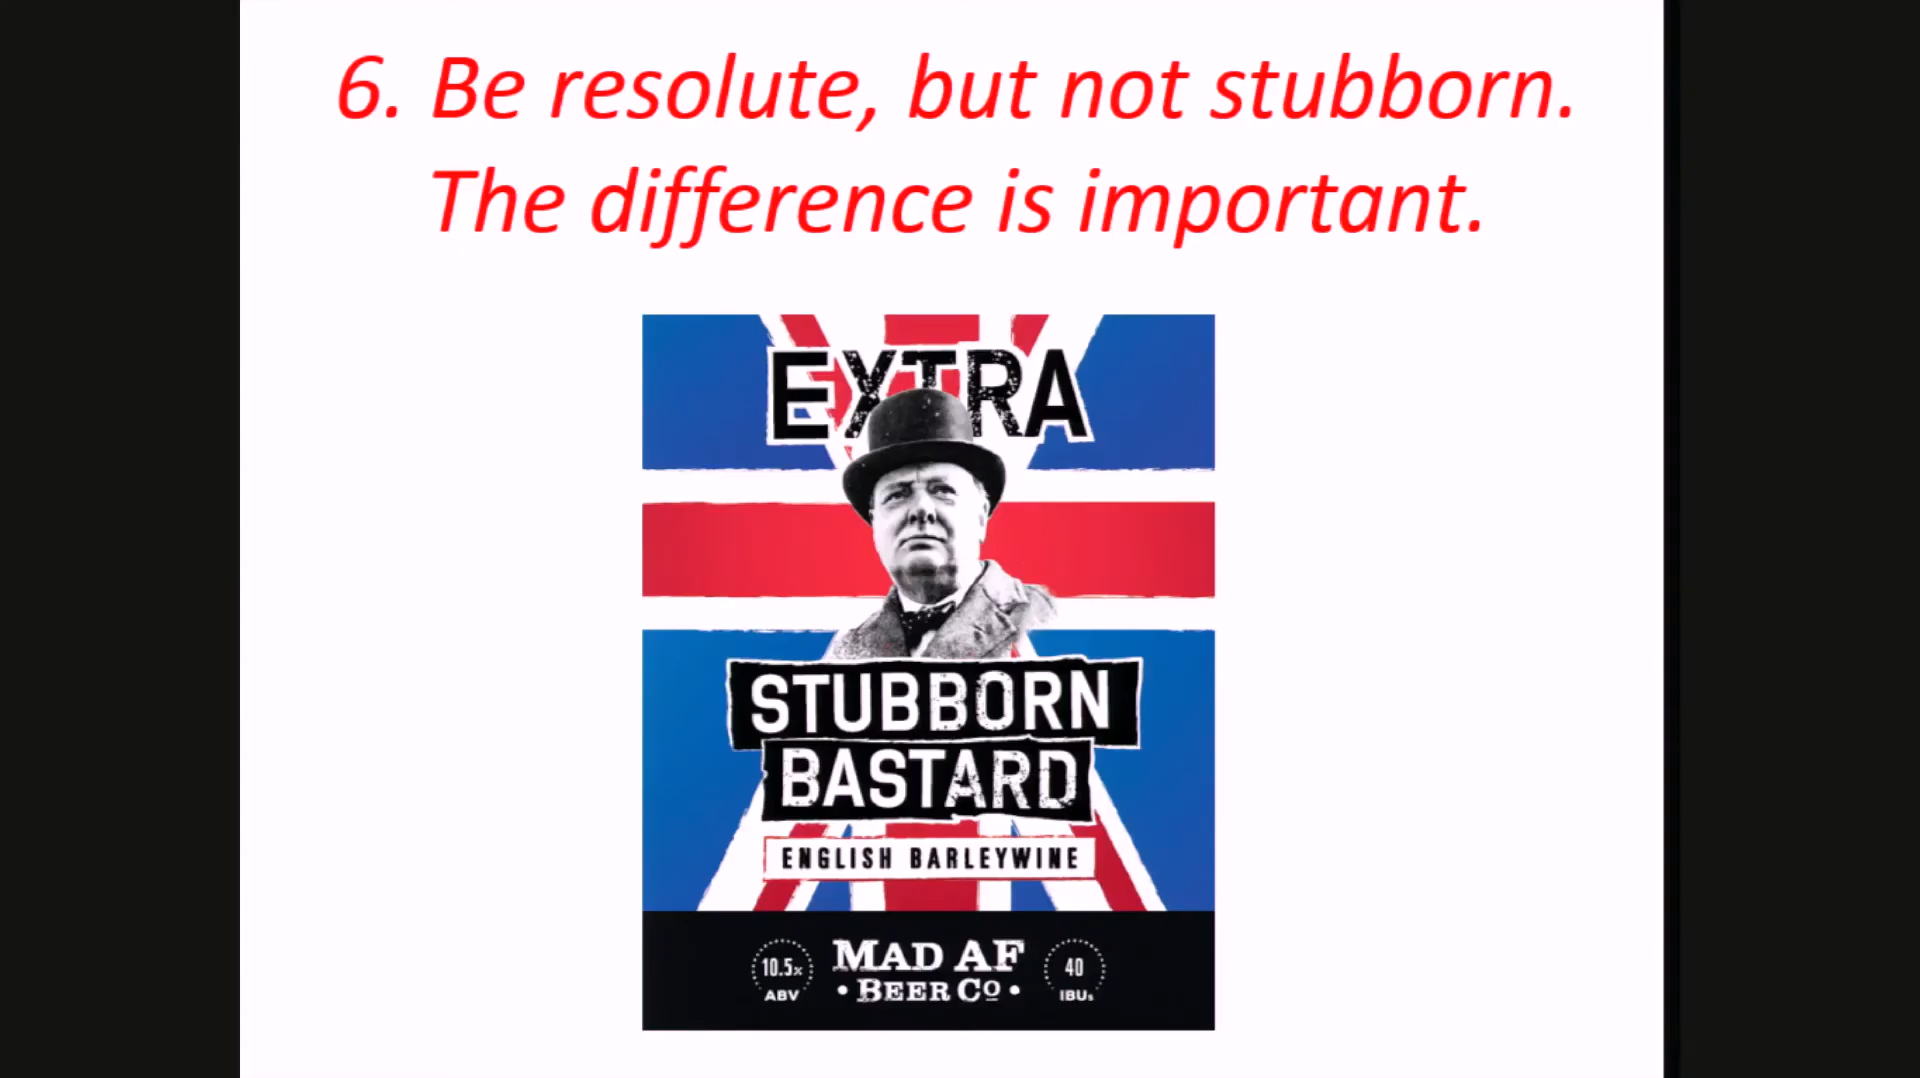 6. Be resolute, but not stubborn.
The difference is important.
EXTRA
STUBBORN
BASTARD
ENGLISH BARLEYWINE
10.5%
ABV
MAD AF
• BEER CO •
40
IBUs